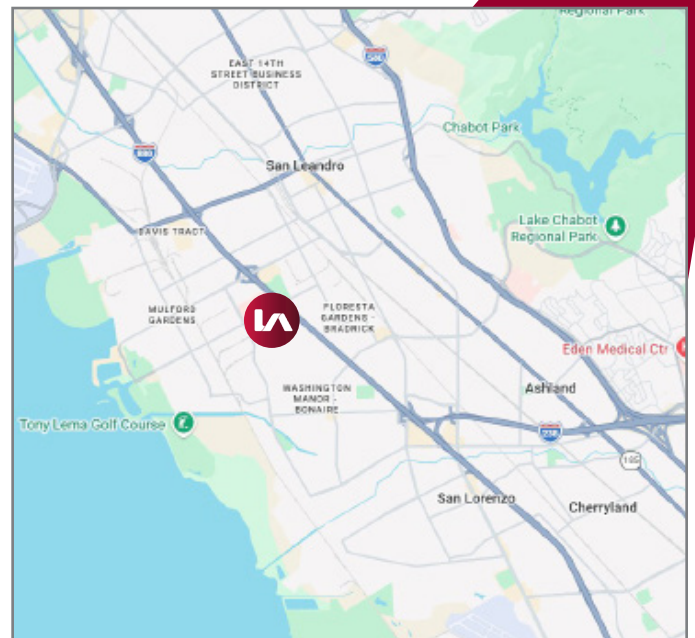 Regional Park
580
EAST 14TH
STREET BUSINESS
DISTRICT
Chabot Park
880
San Leandro
Lake Chabot
Regional Park
DAVIS TRACT
MULFORD
GARDENS
FLORESTA
GARDENS -
BRADRICK
Eden Medical Ctr
WASHINGTON
MANOR -
BONAIRE
Ashland
Tony Lema Golf Course
238
185
San Lorenzo
Cherryland